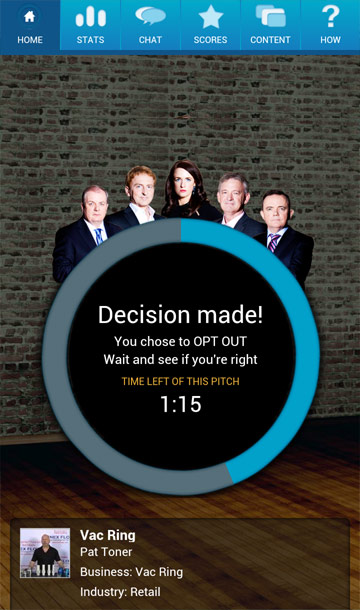 HOME
STATS
CHAT
SCORES
CONTENT
?
HOW
Decision made!
You chose to OPT OUT
Wait and see if you're right
TIME LEFT OF THIS PITCH
1:15
Vac Ring
Pat Toner
Business: Vac Ring
Industry: Retail